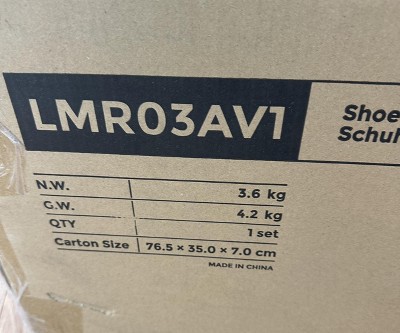 LMR03AV1
Shoe
Schuh
N.W. 3.6 kg
G.W. 4.2 kg
QTY 1 set
Carton Size 76.5 × 35.0 × 7.0 cm
MADE IN CHINA